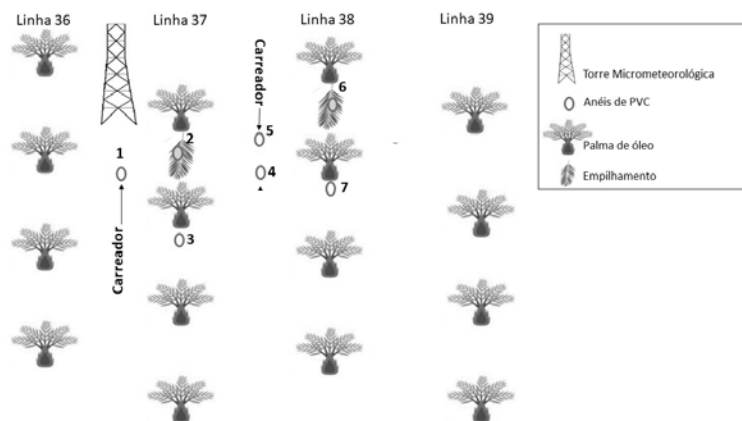 Linha 36
Linha 37
Linha 38
Linha 39
Carreador
Carreador
1
2
3
4
5
6
7
Torre Micrometeorológica
Anéis de PVC
Palma de óleo
Empilhamento